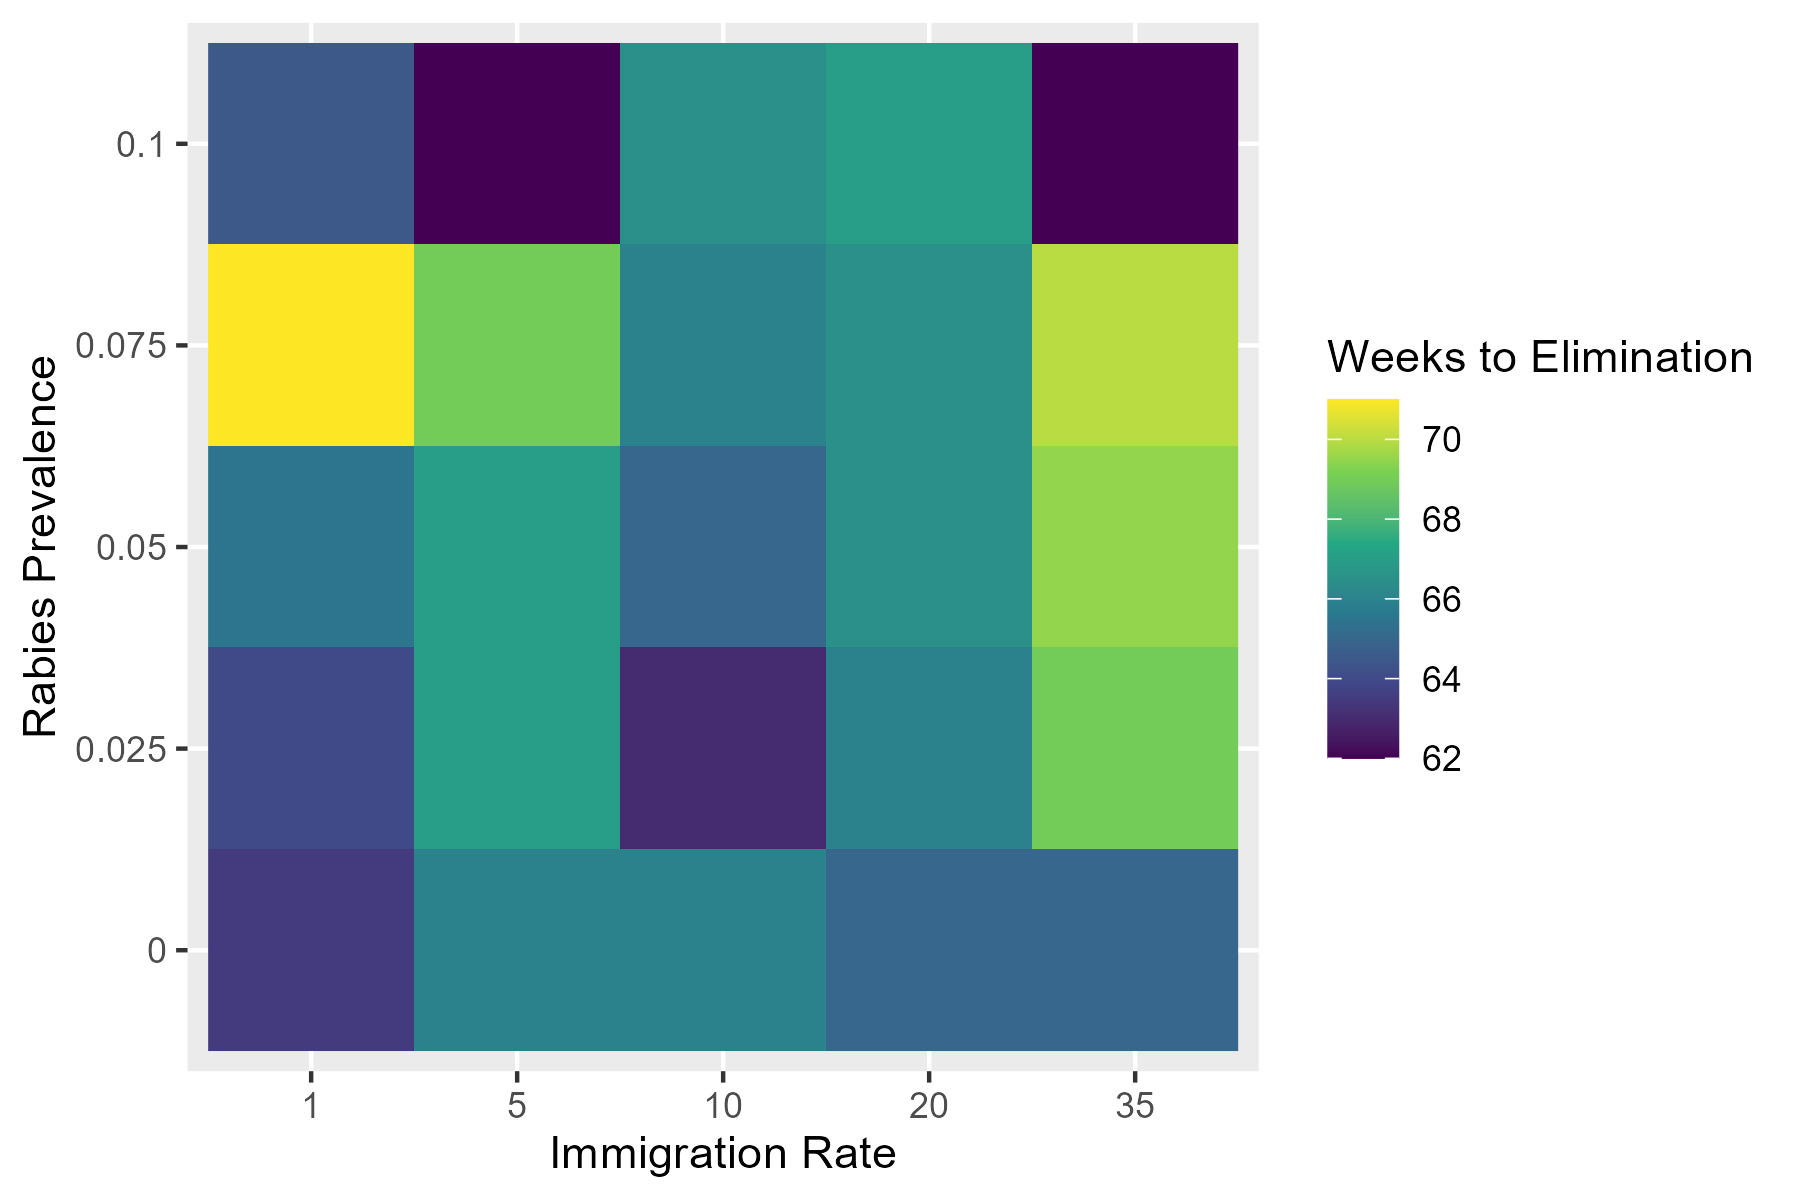 0.1
0.075
0.05
0.025
0
Rabies Prevalence
1 5 10 20 35
Immigration Rate
Weeks to Elimination
70
68
66
64
62